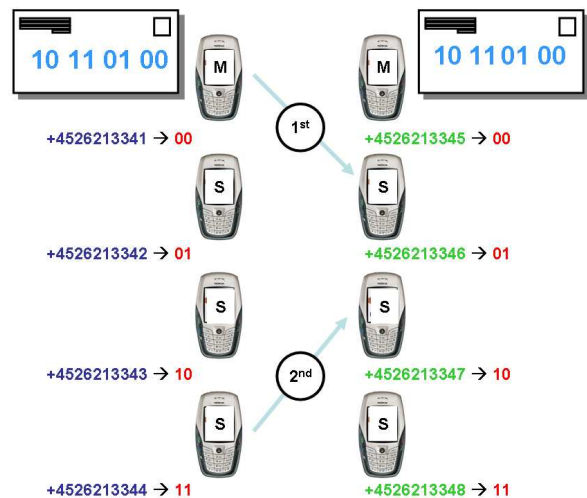 10 11 01 00
M
M
10 11 01 00
1st
+4526213341 → 00
+4526213345 → 00
S
S
+4526213342 → 01
+4526213346 → 01
S
S
2nd
+4526213343 → 10
+4526213347 → 10
S
S
+4526213344 → 11
+4526213348 → 11